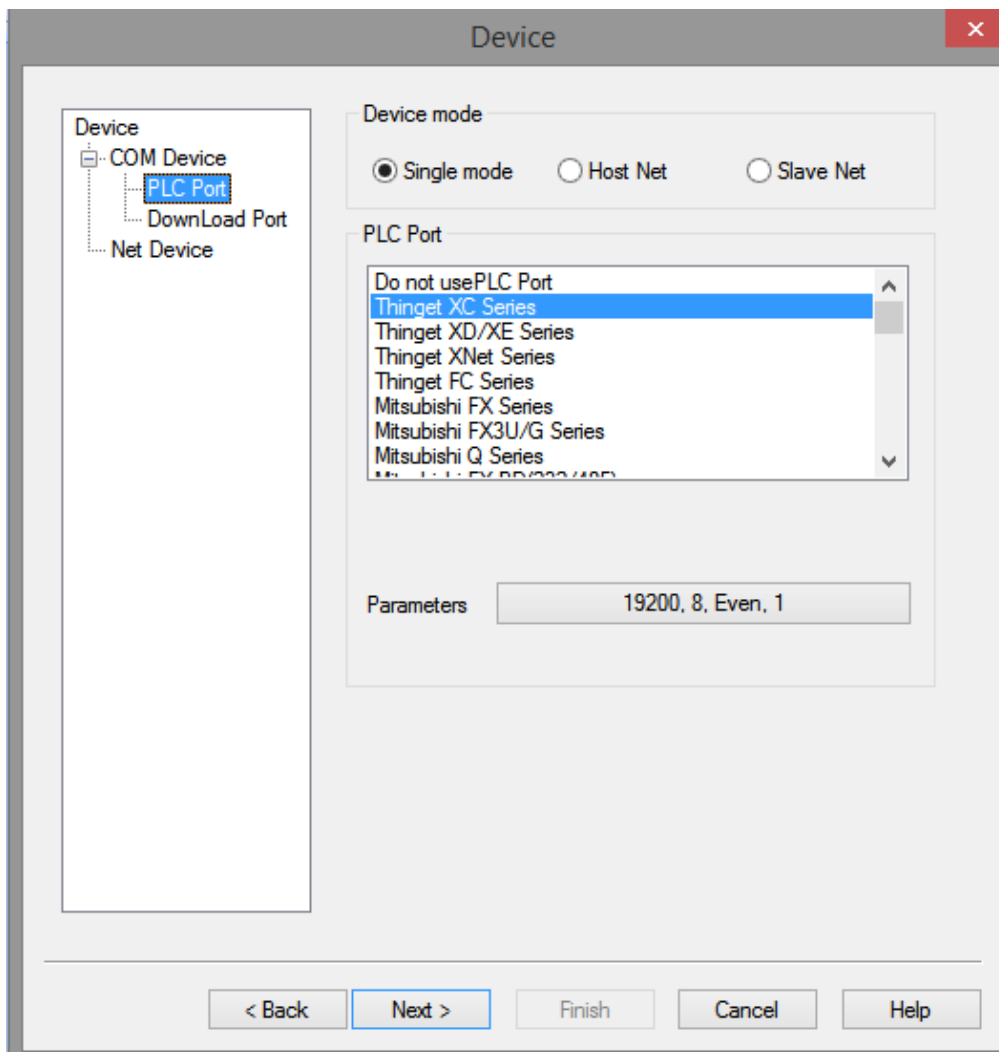 Device
Device
COM Device
PLC Port
DownLoad Port
Net Device
Device mode
Single mode
Host Net
Slave Net
PLC Port
Do not usePLC Port
Thinget XC Series
Thinget XD/XE Series
Thinget XNet Series
Thinget FC Series
Mitsubishi FX Series
Mitsubishi FX3U/G Series
Mitsubishi Q Series
Parameters
19200, 8, Even, 1
< Back
Next >
Finish
Cancel
Help